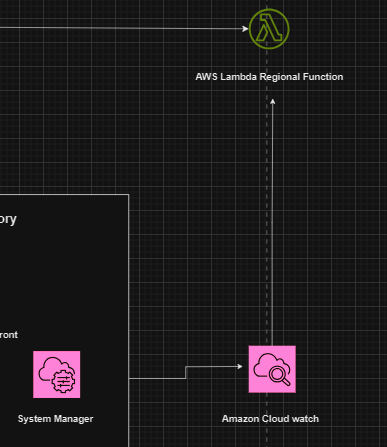 AWS Lambda Regional Function
ory
ront
System Manager
Amazon Cloud watch